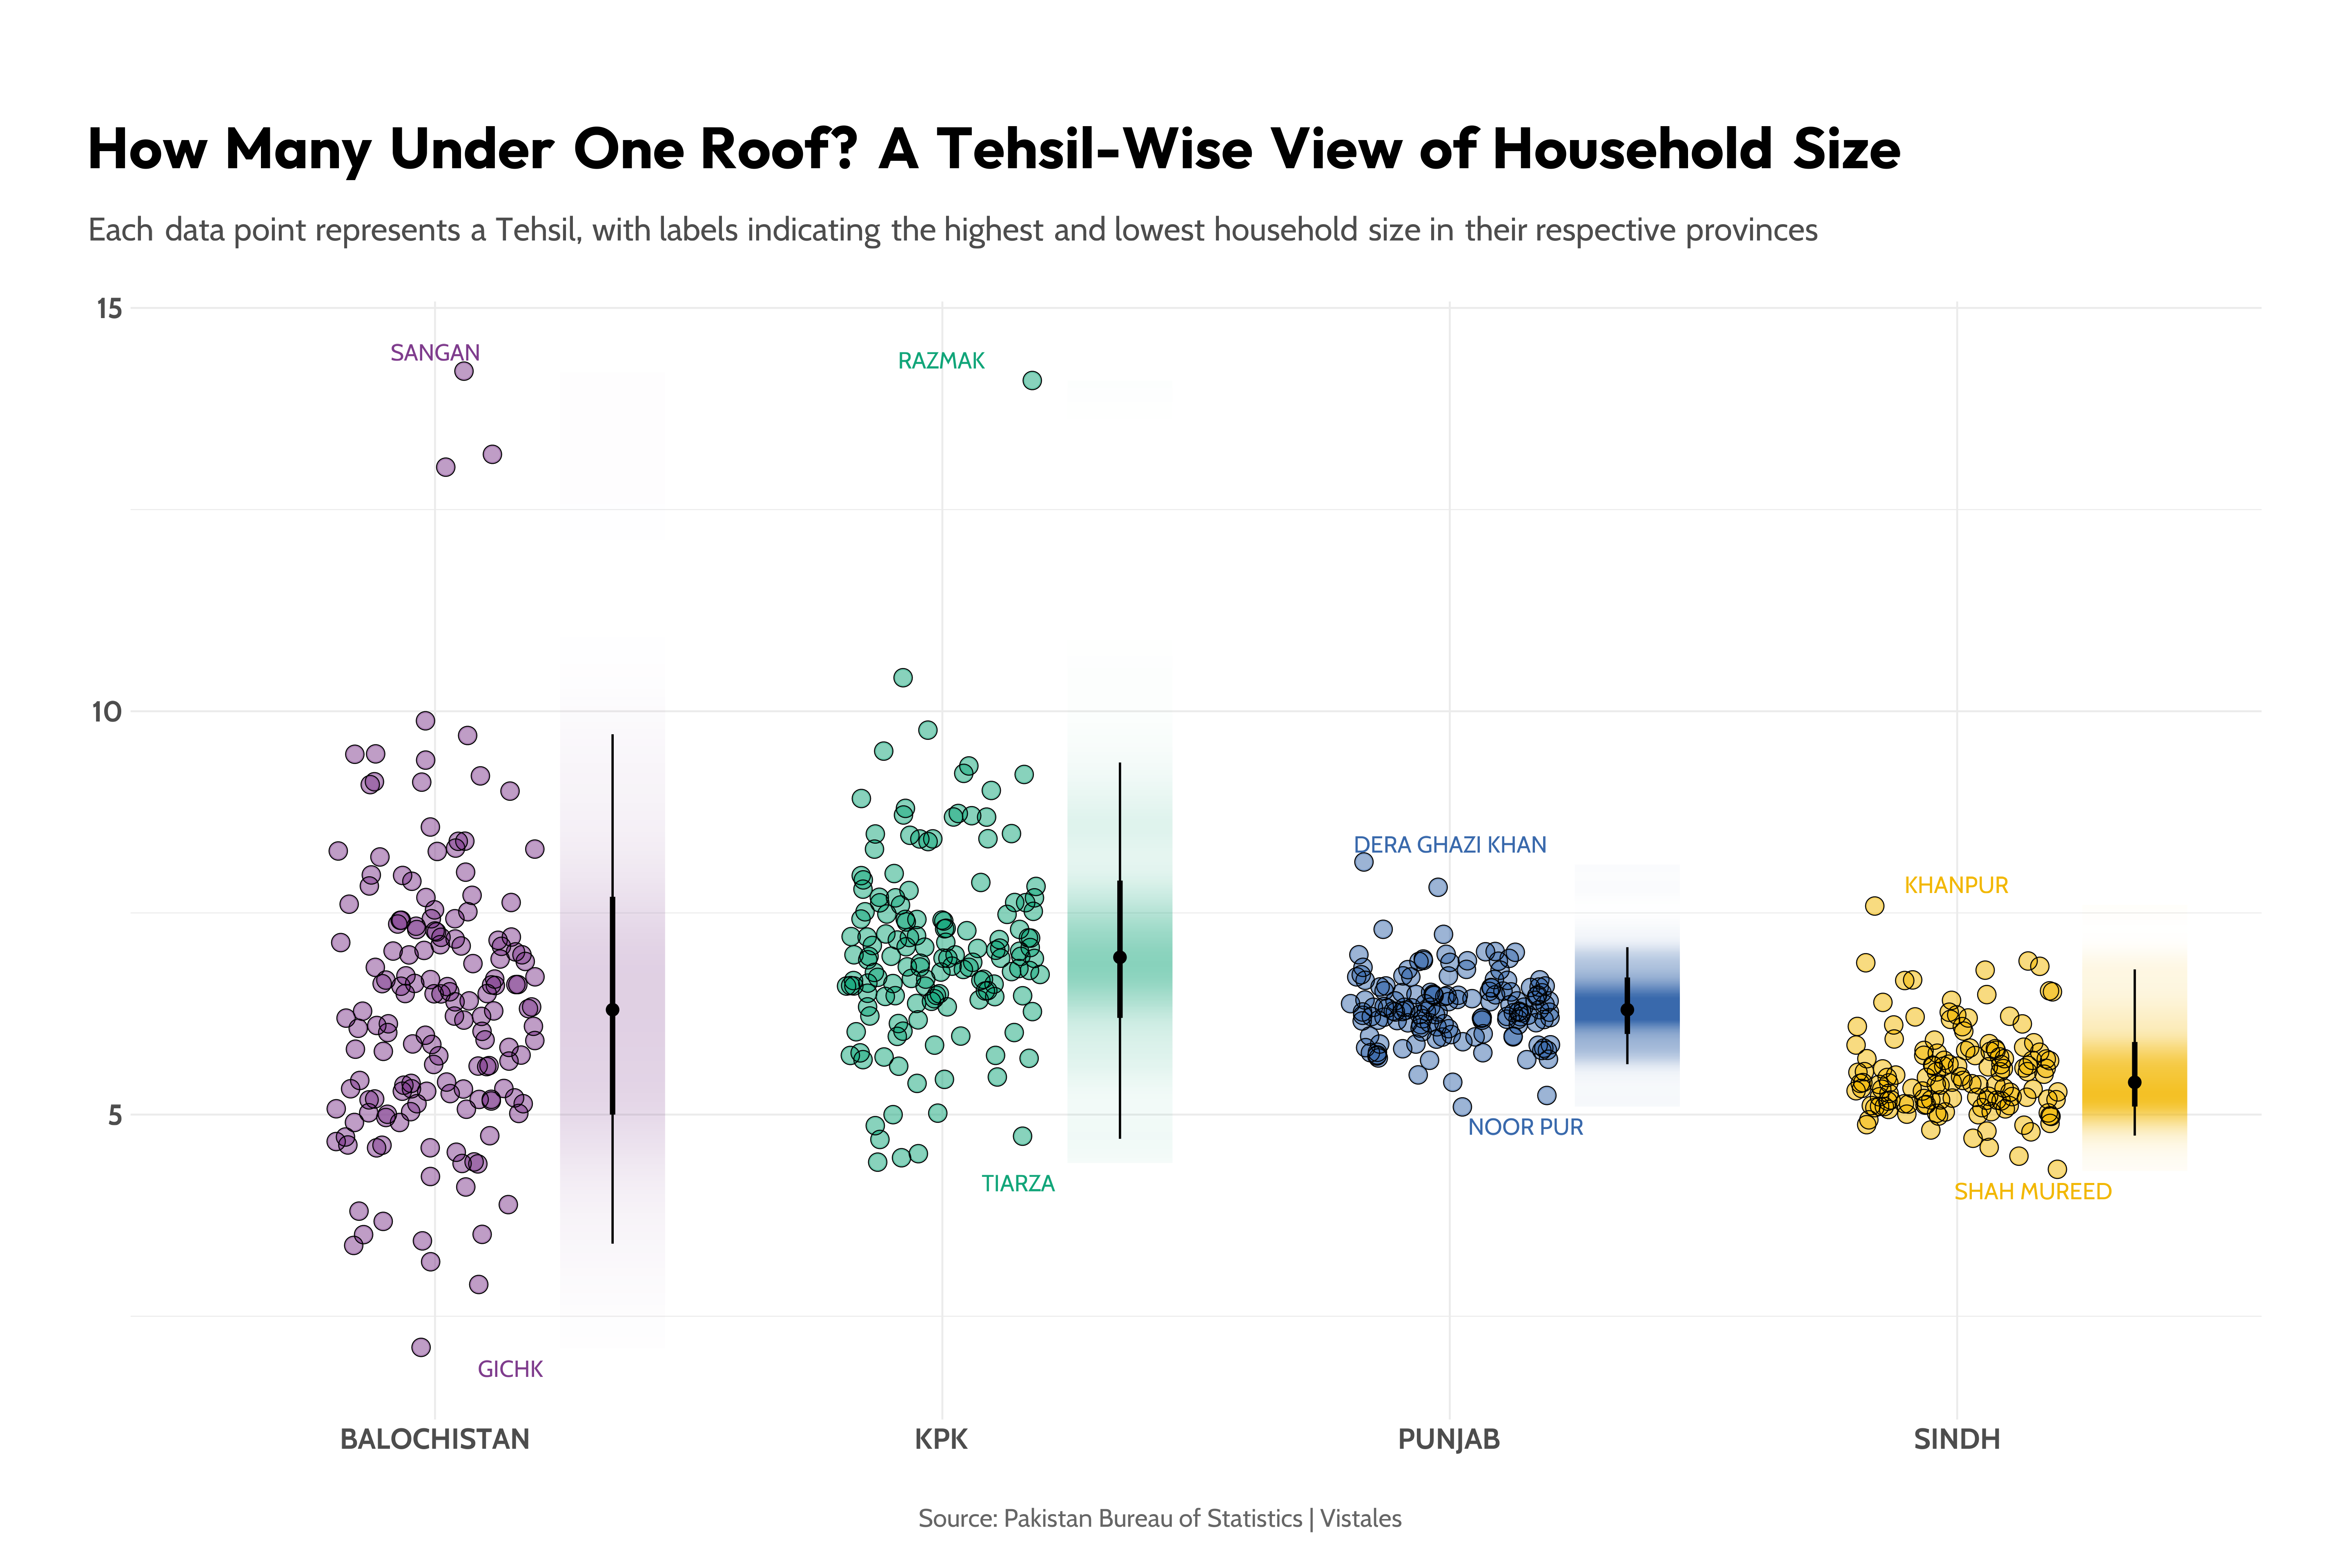 How Many Under One Roof? A Tehsil-Wise View of Household Size
Each data point represents a Tehsil, with labels indicating the highest and lowest household size in their respective provinces
15
SANGAN
RAZMAK
10
DERA GHAZI KHAN
KHANPUR
5
NOOR PUR
TIARZA
SHAH MUREED
GICHK
BALOCHISTAN
KPK
PUNJAB
SINDH
Source: Pakistan Bureau of Statistics | Vistales